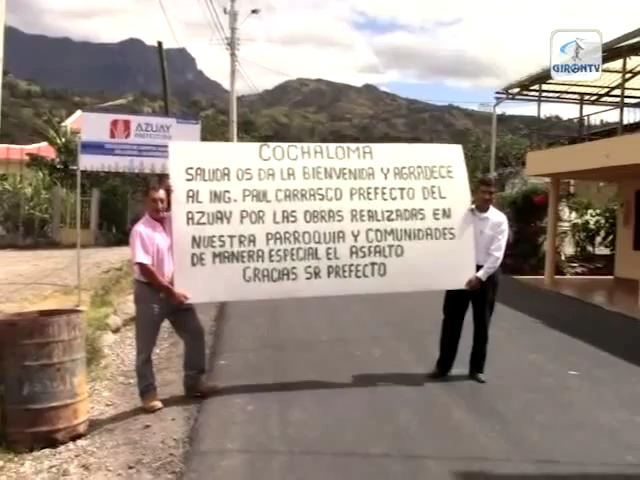 GIRONTV
AZUAY
PREFECTURA
COCHALOMA
SALUDA OS DA LA BIENVENIDA Y AGRADECE
AL ING. PAUL CARRASCO PREFECTO DEL
AZUAY POR LAS OBRAS REALIZADAS EN
NUESTRA PARROQUIA Y COMUNIDADES
DE MANERA ESPECIAL EL ASFALTO
GRACIAS SR PREFECTO